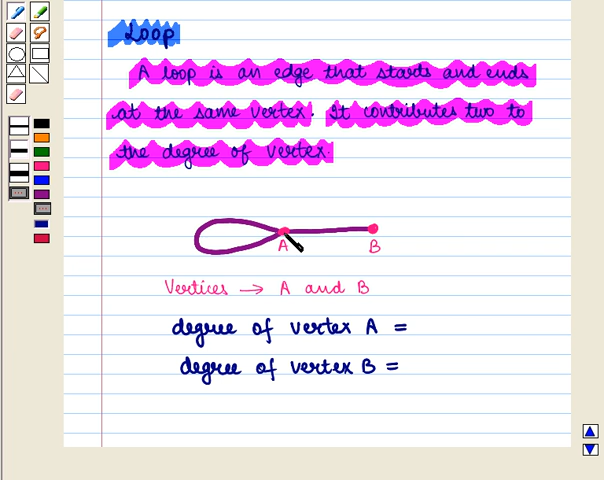 Loop
A loop is an edge that starts and ends
at the same vertex. It contributes two to
the degree of vertex.
A B
Vertices → A and B
degree of vertex A =
degree of vertex B =